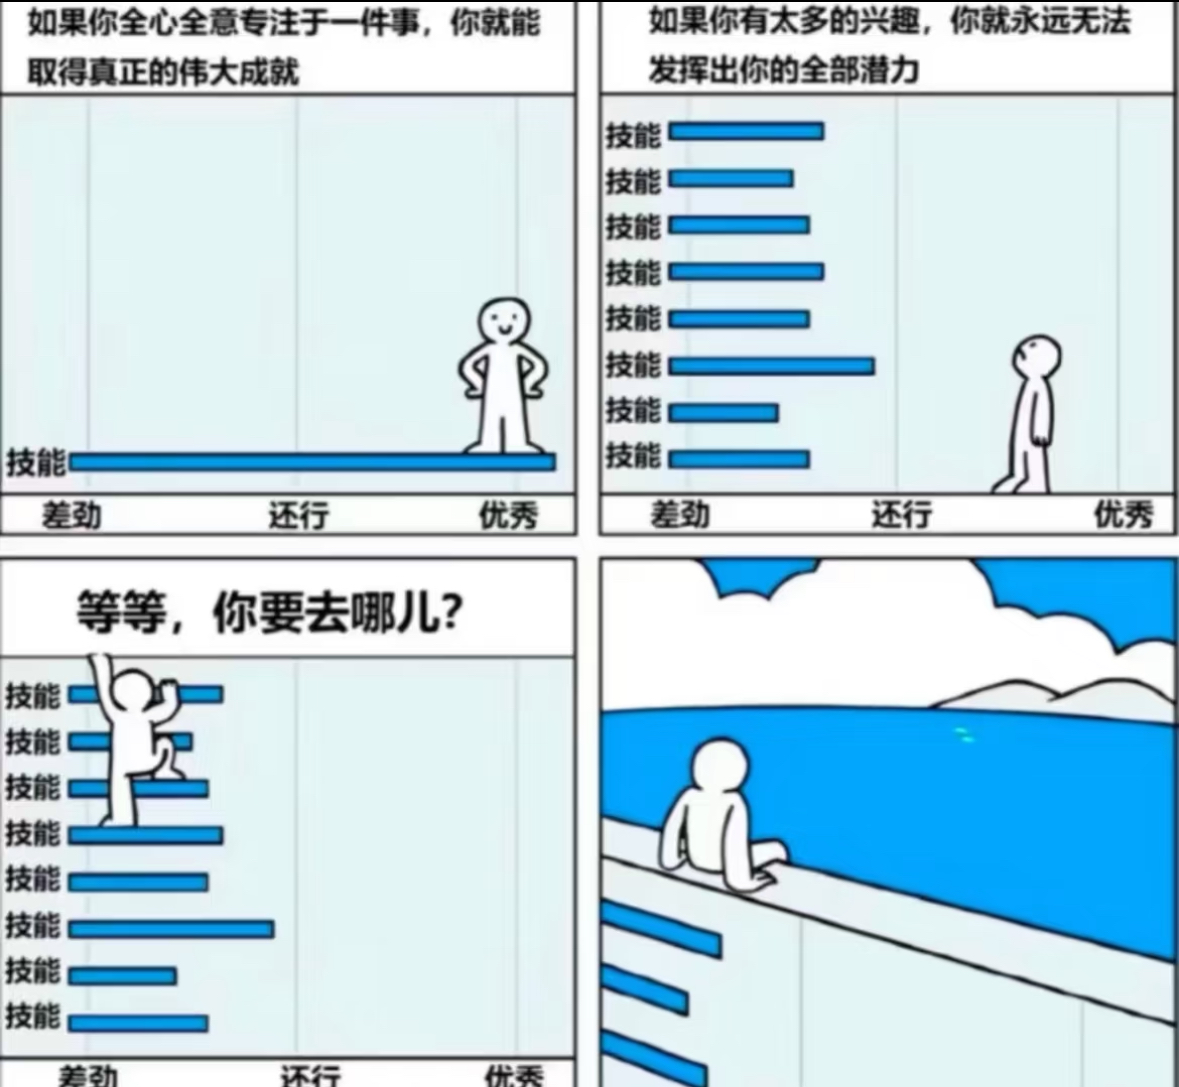 如果你全心全意专注于一件事，你就能
取得真正的伟大成就
技能
差劲 还行 优秀
如果你有太多的兴趣，你就永远无法
发挥出你的全部潜力
技能
技能
技能
技能
技能
技能
技能
技能
差劲 还行 优秀
等等，你要去哪儿？
技能
技能
技能
技能
技能
技能
技能
技能
差劲 还行 优秀